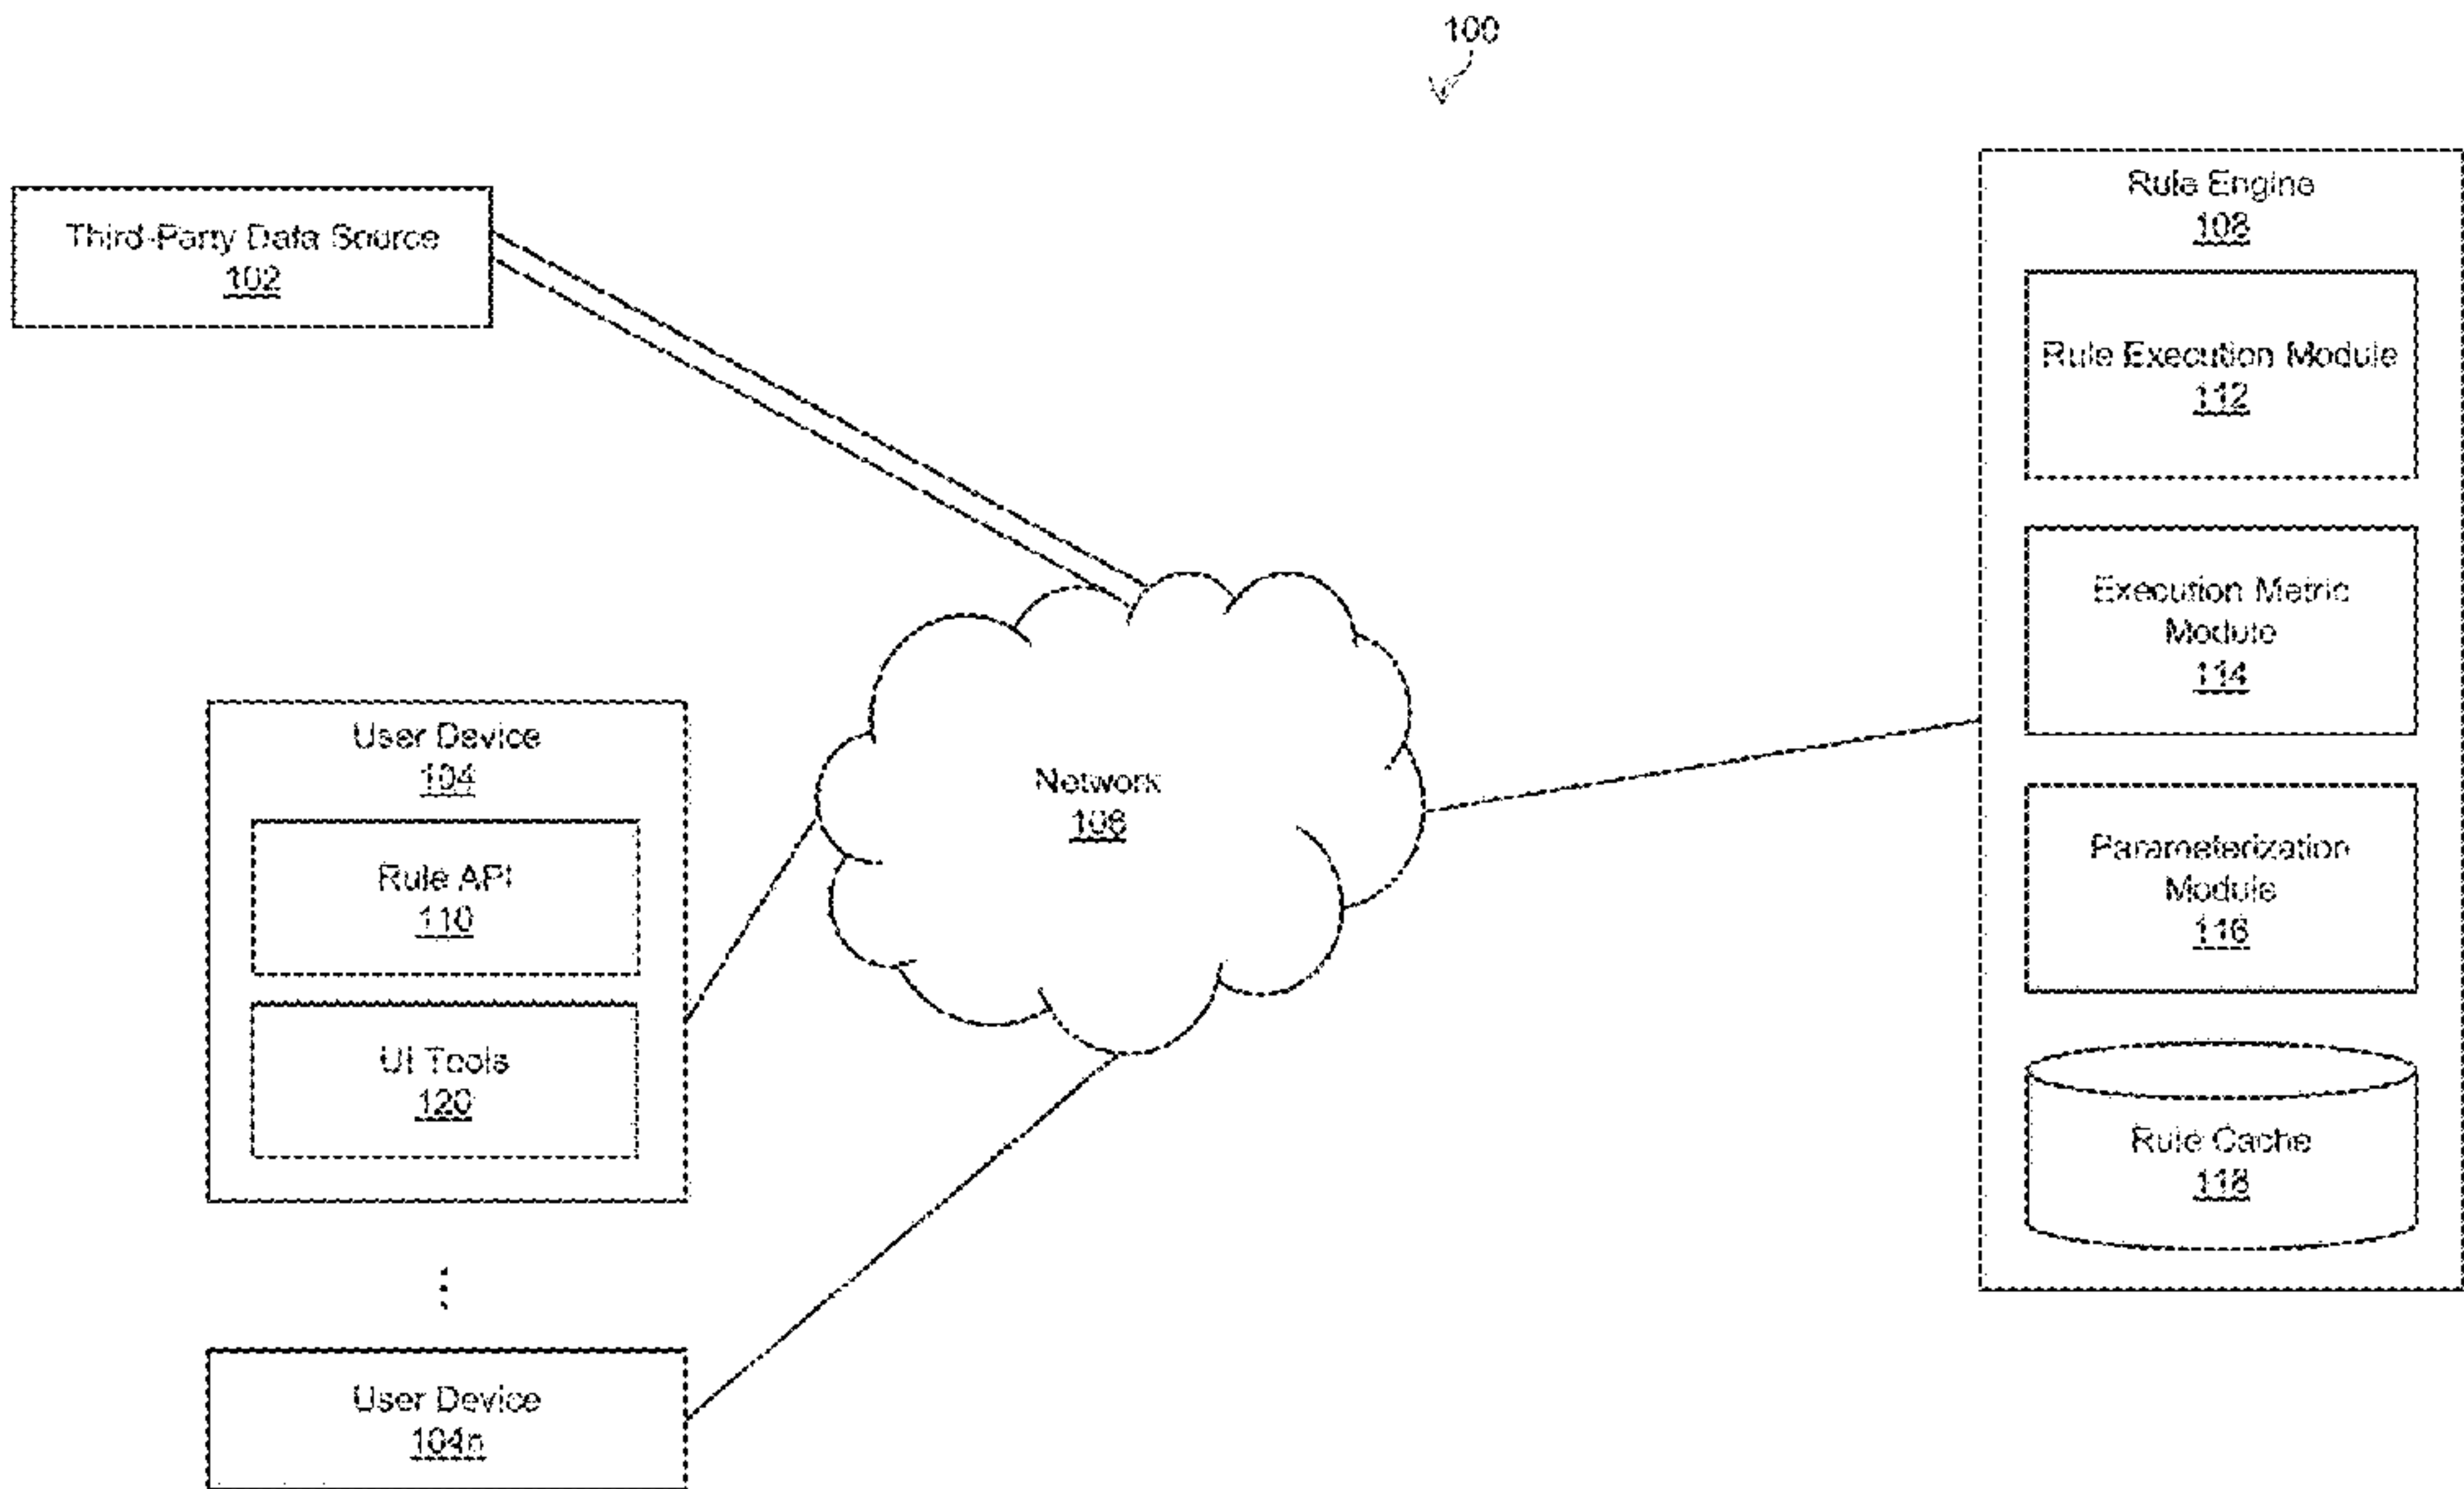 100
Third-Party Data Source
102
Rule Engine
108
Rule Execution Module
112
Execution Metric
Module
114
Parameterization
Module
116
Rule Cache
118
Network
106
User Device
104
Rule API
110
UI Tools
120
⋮
User Device
104n